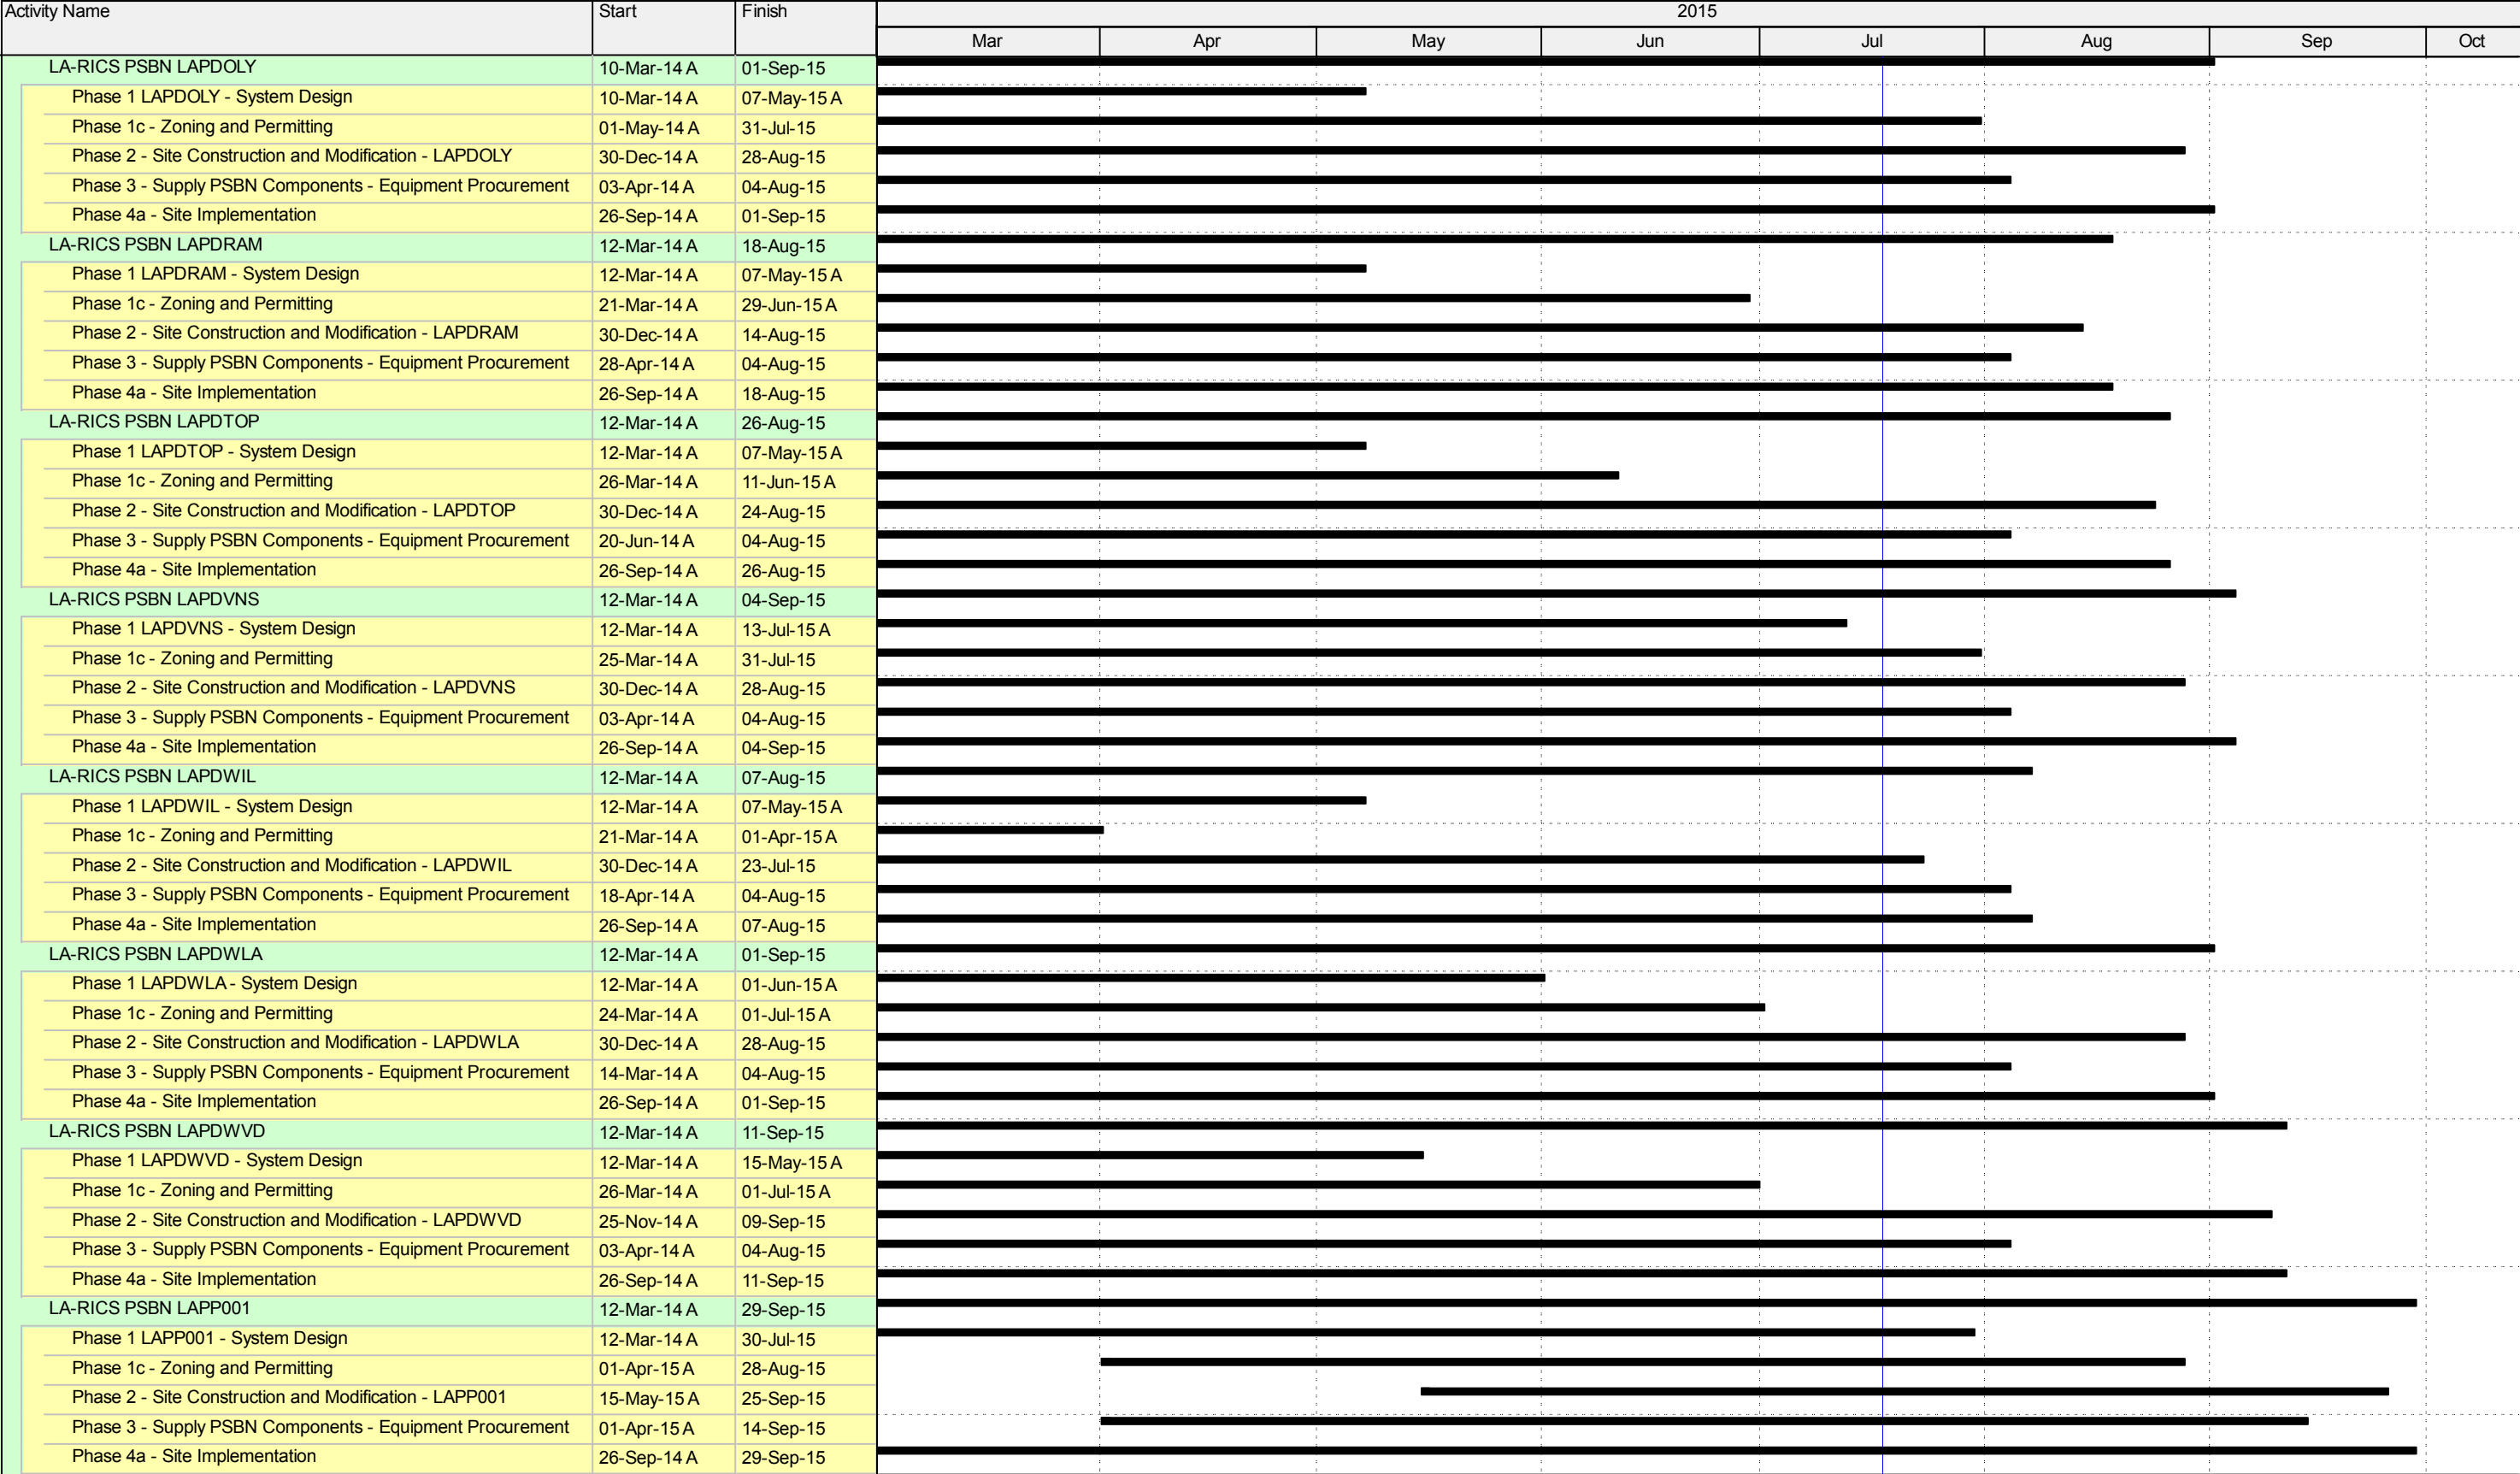 Activity Name Start Finish 2015
Mar Apr May Jun Jul Aug Sep Oct
LA-RICS PSBN LAPDOLY 10-Mar-14 A 01-Sep-15
Phase 1 LAPDOLY - System Design 10-Mar-14 A 07-May-15 A
Phase 1c - Zoning and Permitting 01-May-14 A 31-Jul-15
Phase 2 - Site Construction and Modification - LAPDOLY 30-Dec-14 A 28-Aug-15
Phase 3 - Supply PSBN Components - Equipment Procurement 03-Apr-14 A 04-Aug-15
Phase 4a - Site Implementation 26-Sep-14 A 01-Sep-15
LA-RICS PSBN LAPDRAM 12-Mar-14 A 18-Aug-15
Phase 1 LAPDRAM - System Design 12-Mar-14 A 07-May-15 A
Phase 1c - Zoning and Permitting 21-Mar-14 A 29-Jun-15 A
Phase 2 - Site Construction and Modification - LAPDRAM 30-Dec-14 A 14-Aug-15
Phase 3 - Supply PSBN Components - Equipment Procurement 28-Apr-14 A 04-Aug-15
Phase 4a - Site Implementation 26-Sep-14 A 18-Aug-15
LA-RICS PSBN LAPDTOP 12-Mar-14 A 26-Aug-15
Phase 1 LAPDTOP - System Design 12-Mar-14 A 07-May-15 A
Phase 1c - Zoning and Permitting 26-Mar-14 A 11-Jun-15 A
Phase 2 - Site Construction and Modification - LAPDTOP 30-Dec-14 A 24-Aug-15
Phase 3 - Supply PSBN Components - Equipment Procurement 20-Jun-14 A 04-Aug-15
Phase 4a - Site Implementation 26-Sep-14 A 26-Aug-15
LA-RICS PSBN LAPDVNS 12-Mar-14 A 04-Sep-15
Phase 1 LAPDVNS - System Design 12-Mar-14 A 13-Jul-15 A
Phase 1c - Zoning and Permitting 25-Mar-14 A 31-Jul-15
Phase 2 - Site Construction and Modification - LAPDVNS 30-Dec-14 A 28-Aug-15
Phase 3 - Supply PSBN Components - Equipment Procurement 03-Apr-14 A 04-Aug-15
Phase 4a - Site Implementation 26-Sep-14 A 04-Sep-15
LA-RICS PSBN LAPDWIL 12-Mar-14 A 07-Aug-15
Phase 1 LAPDWIL - System Design 12-Mar-14 A 07-May-15 A
Phase 1c - Zoning and Permitting 21-Mar-14 A 01-Apr-15 A
Phase 2 - Site Construction and Modification - LAPDWIL 30-Dec-14 A 23-Jul-15
Phase 3 - Supply PSBN Components - Equipment Procurement 18-Apr-14 A 04-Aug-15
Phase 4a - Site Implementation 26-Sep-14 A 07-Aug-15
LA-RICS PSBN LAPDWLA 12-Mar-14 A 01-Sep-15
Phase 1 LAPDWLA - System Design 12-Mar-14 A 01-Jun-15 A
Phase 1c - Zoning and Permitting 24-Mar-14 A 01-Jul-15 A
Phase 2 - Site Construction and Modification - LAPDWLA 30-Dec-14 A 28-Aug-15
Phase 3 - Supply PSBN Components - Equipment Procurement 14-Mar-14 A 04-Aug-15
Phase 4a - Site Implementation 26-Sep-14 A 01-Sep-15
LA-RICS PSBN LAPDWVD 12-Mar-14 A 11-Sep-15
Phase 1 LAPDWVD - System Design 12-Mar-14 A 15-May-15 A
Phase 1c - Zoning and Permitting 26-Mar-14 A 01-Jul-15 A
Phase 2 - Site Construction and Modification - LAPDWVD 25-Nov-14 A 09-Sep-15
Phase 3 - Supply PSBN Components - Equipment Procurement 03-Apr-14 A 04-Aug-15
Phase 4a - Site Implementation 26-Sep-14 A 11-Sep-15
LA-RICS PSBN LAPP001 12-Mar-14 A 29-Sep-15
Phase 1 LAPP001 - System Design 12-Mar-14 A 30-Jul-15
Phase 1c - Zoning and Permitting 01-Apr-15 A 28-Aug-15
Phase 2 - Site Construction and Modification - LAPP001 15-May-15 A 25-Sep-15
Phase 3 - Supply PSBN Components - Equipment Procurement 01-Apr-15 A 14-Sep-15
Phase 4a - Site Implementation 26-Sep-14 A 29-Sep-15